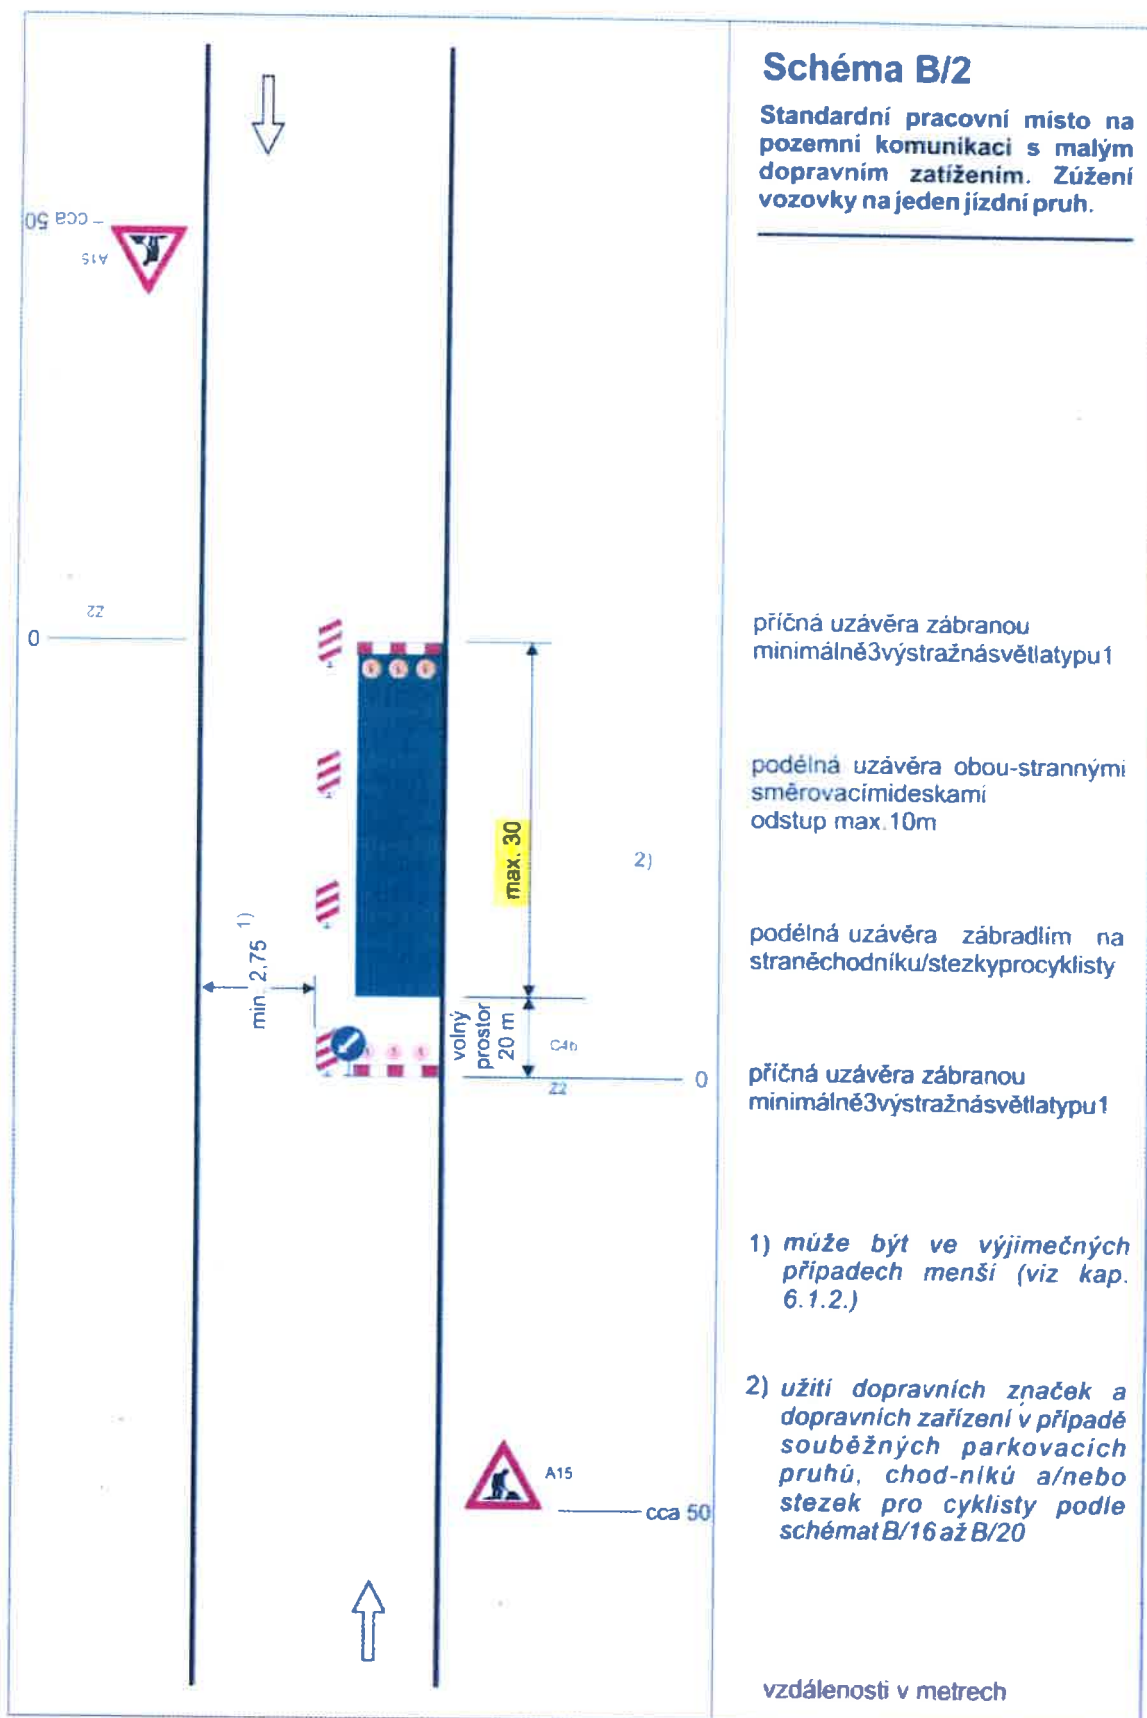 Schéma B/2
Standardní pracovní místo na
pozemní komunikaci s malým
dopravním zatížením. Zúžení
vozovky na jeden jízdní pruh.
cca 50
A15
Z2
0
příčná uzávěra zábranou
minimálně3výstražnásvětlatypu1
podélná uzávěra obou-strannými
směrovacímideskamí
odstup max.10m
max. 30
2)
podélná uzávěra zábradlím na
straněchodníku/stezkyprocyklisty
min. 2.75 1)
volný
prostor
20 m
C4b
Z2
0
příčná uzávěra zábranou
minimálně3výstražnásvětlatypu1
1) může být ve výjimečných
případech menší (viz kap.
6.1.2.)
2) užití dopravních značek a
dopravních zařízení v případě
souběžných parkovacích
pruhů, chod-níků a/nebo
stezek pro cyklisty podle
schémat B/16 až B/20
A15
cca 50
vzdálenosti v metrech